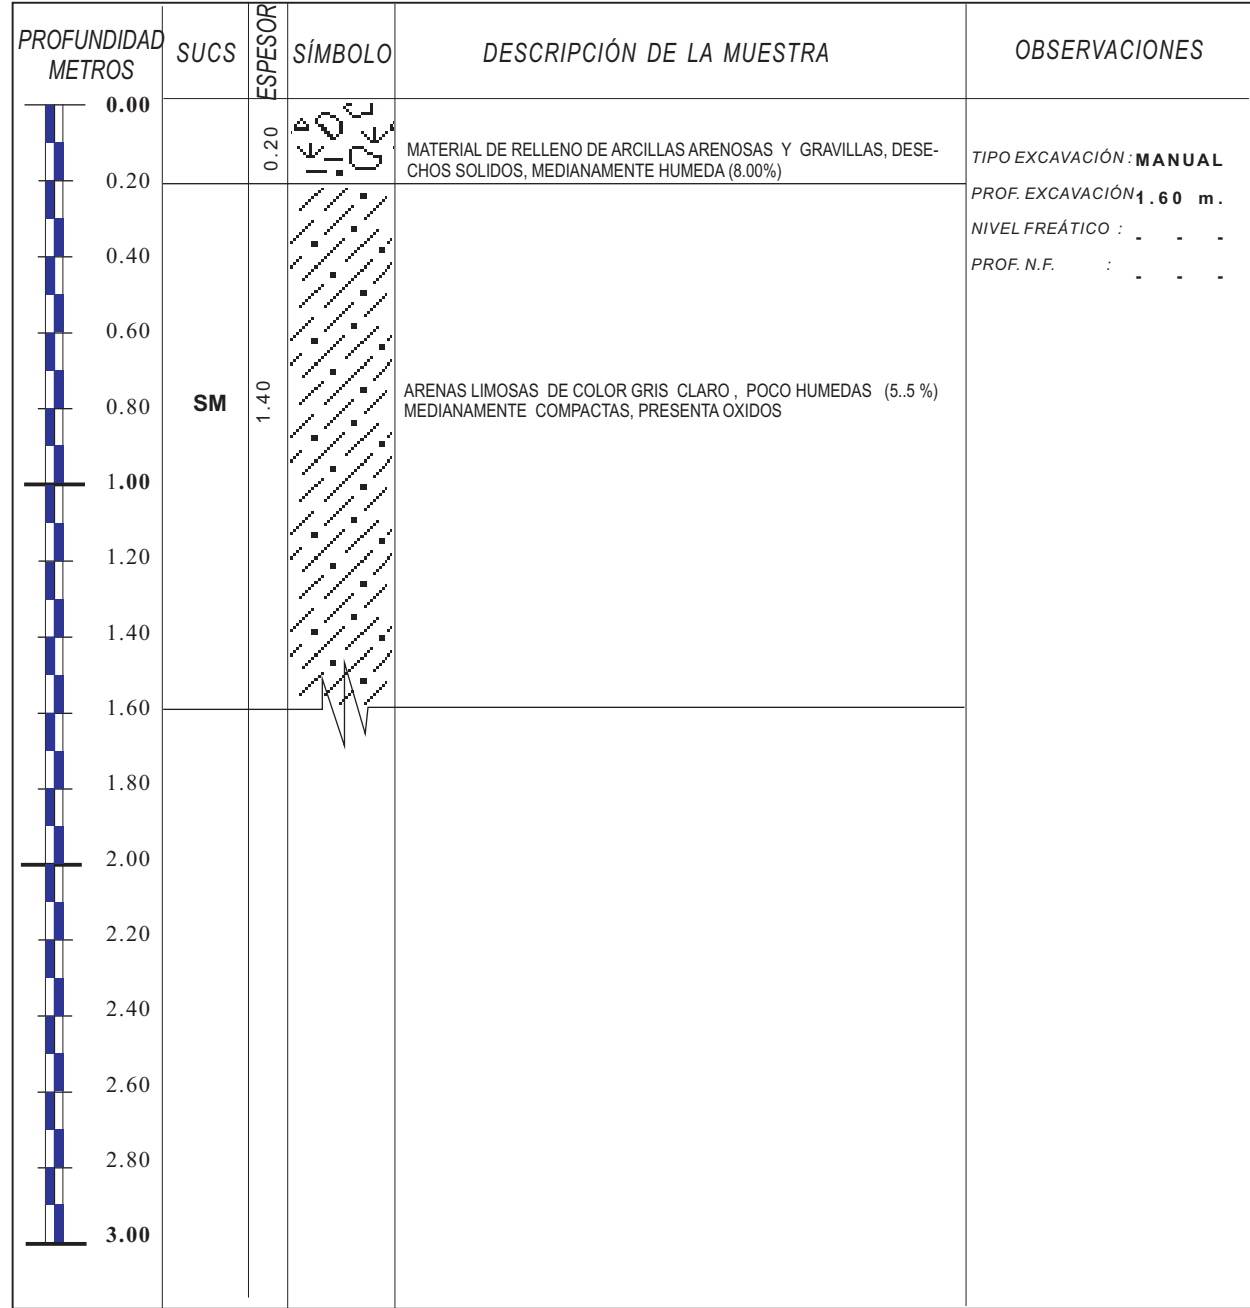 PROFUNDIDAD
METROS
SUCS
ESPESOR
SÍMBOLO
DESCRIPCIÓN DE LA MUESTRA
OBSERVACIONES
0.00
0.20
MATERIAL DE RELLENO DE ARCILLAS ARENOSAS Y GRAVILLAS, DESE-
CHOS SOLIDOS, MEDIANAMENTE HUMEDA (8.00%)
TIPO EXCAVACIÓN : MANUAL
PROF. EXCAVACIÓN 1.60 m.
NIVEL FREÁTICO : - - -
PROF. N.F. : - - -
0.20
0.40
0.60
0.80
SM
1.40
ARENAS LIMOSAS DE COLOR GRIS CLARO , POCO HUMEDAS (5..5 %)
MEDIANAMENTE COMPACTAS, PRESENTA OXIDOS
1.00
1.20
1.40
1.60
1.80
2.00
2.20
2.40
2.60
2.80
3.00